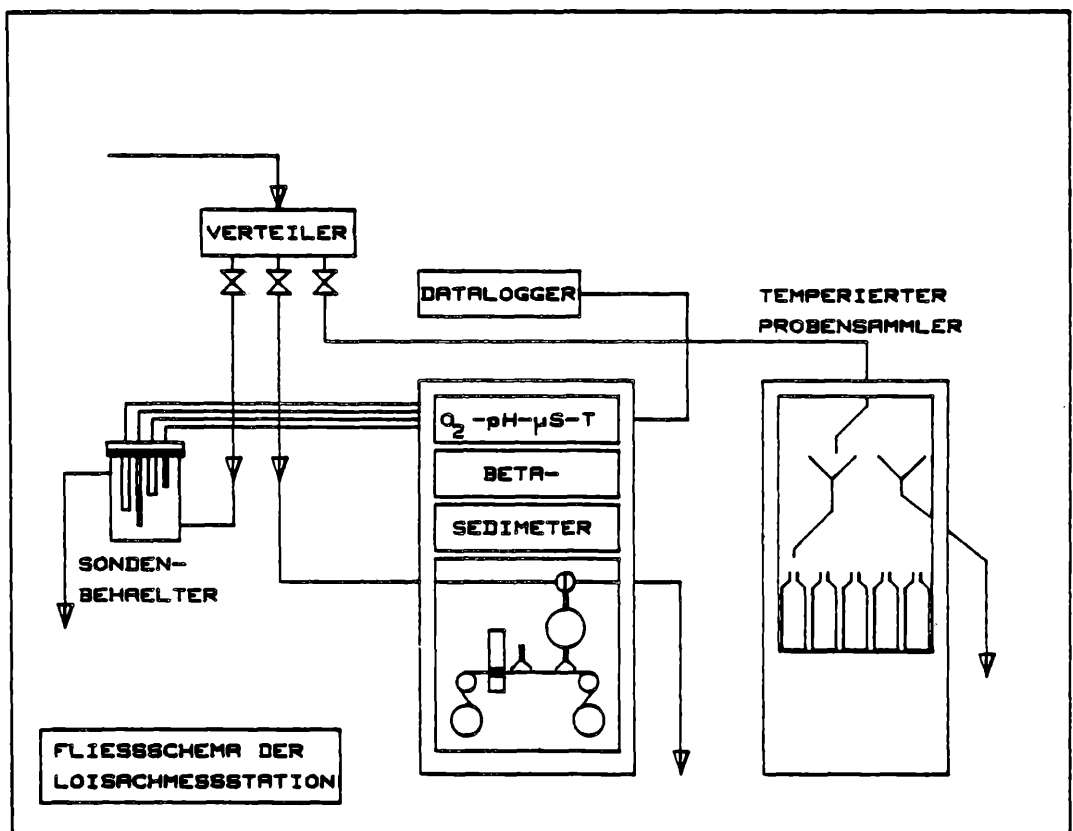 VERTEILER
DATALOGGER
TEMPERIERTER
PROBENSAMMLER
O₂-pH-µS-T
BETA-
SEDIMETER
SONDEN-
BEHAELTER
FLIESSSCHEMA DER
LOISACHMESSSTATION